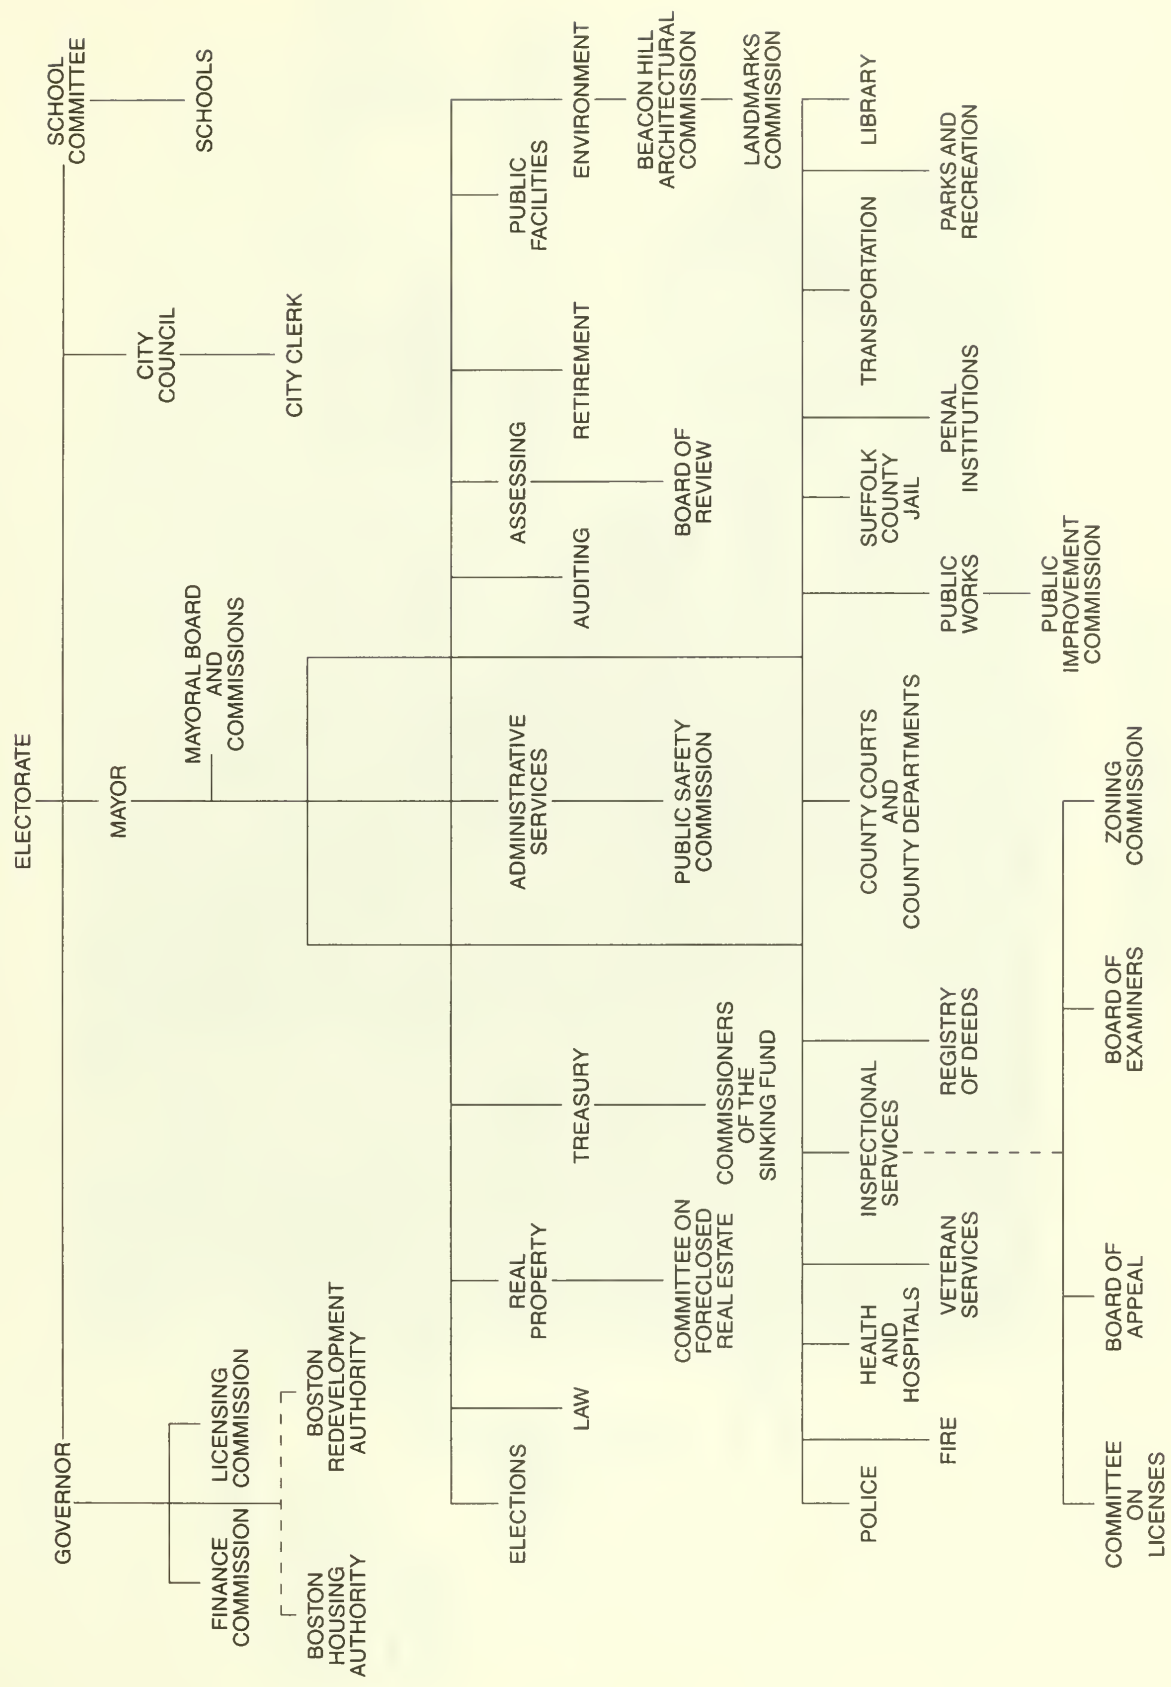 ELECTORATE
GOVERNOR
SCHOOL
COMMITTEE
MAYOR
CITY
COUNCIL
SCHOOLS
FINANCE
COMMISSION
LICENSING
COMMISSION
MAYORAL BOARD
AND
COMMISSIONS
CITY CLERK
BOSTON
HOUSING
AUTHORITY
BOSTON
REDEVELOPMENT
AUTHORITY
ELECTIONS
LAW
REAL
PROPERTY
TREASURY
ADMINISTRATIVE
SERVICES
AUDITING
ASSESSING
RETIREMENT
PUBLIC
FACILITIES
ENVIRONMENT
COMMITTEE ON
FORECLOSED
REAL ESTATE
COMMISSIONERS
OF THE
SINKING FUND
PUBLIC SAFETY
COMMISSION
BOARD OF
REVIEW
BEACON HILL
ARCHITECTURAL
COMMISSION
LANDMARKS
COMMISSION
POLICE
FIRE
HEALTH
AND
HOSPITALS
VETERAN
SERVICES
INSPECTIONAL
SERVICES
REGISTRY
OF DEEDS
COUNTY COURTS
AND
COUNTY DEPARTMENTS
PUBLIC
WORKS
SUFFOLK
COUNTY
JAIL
PENAL
INSTITUTIONS
TRANSPORTATION
PARKS AND
RECREATION
LIBRARY
PUBLIC
IMPROVEMENT
COMMISSION
COMMITTEE
ON
LICENSES
BOARD OF
APPEAL
BOARD OF
EXAMINERS
ZONING
COMMISSION